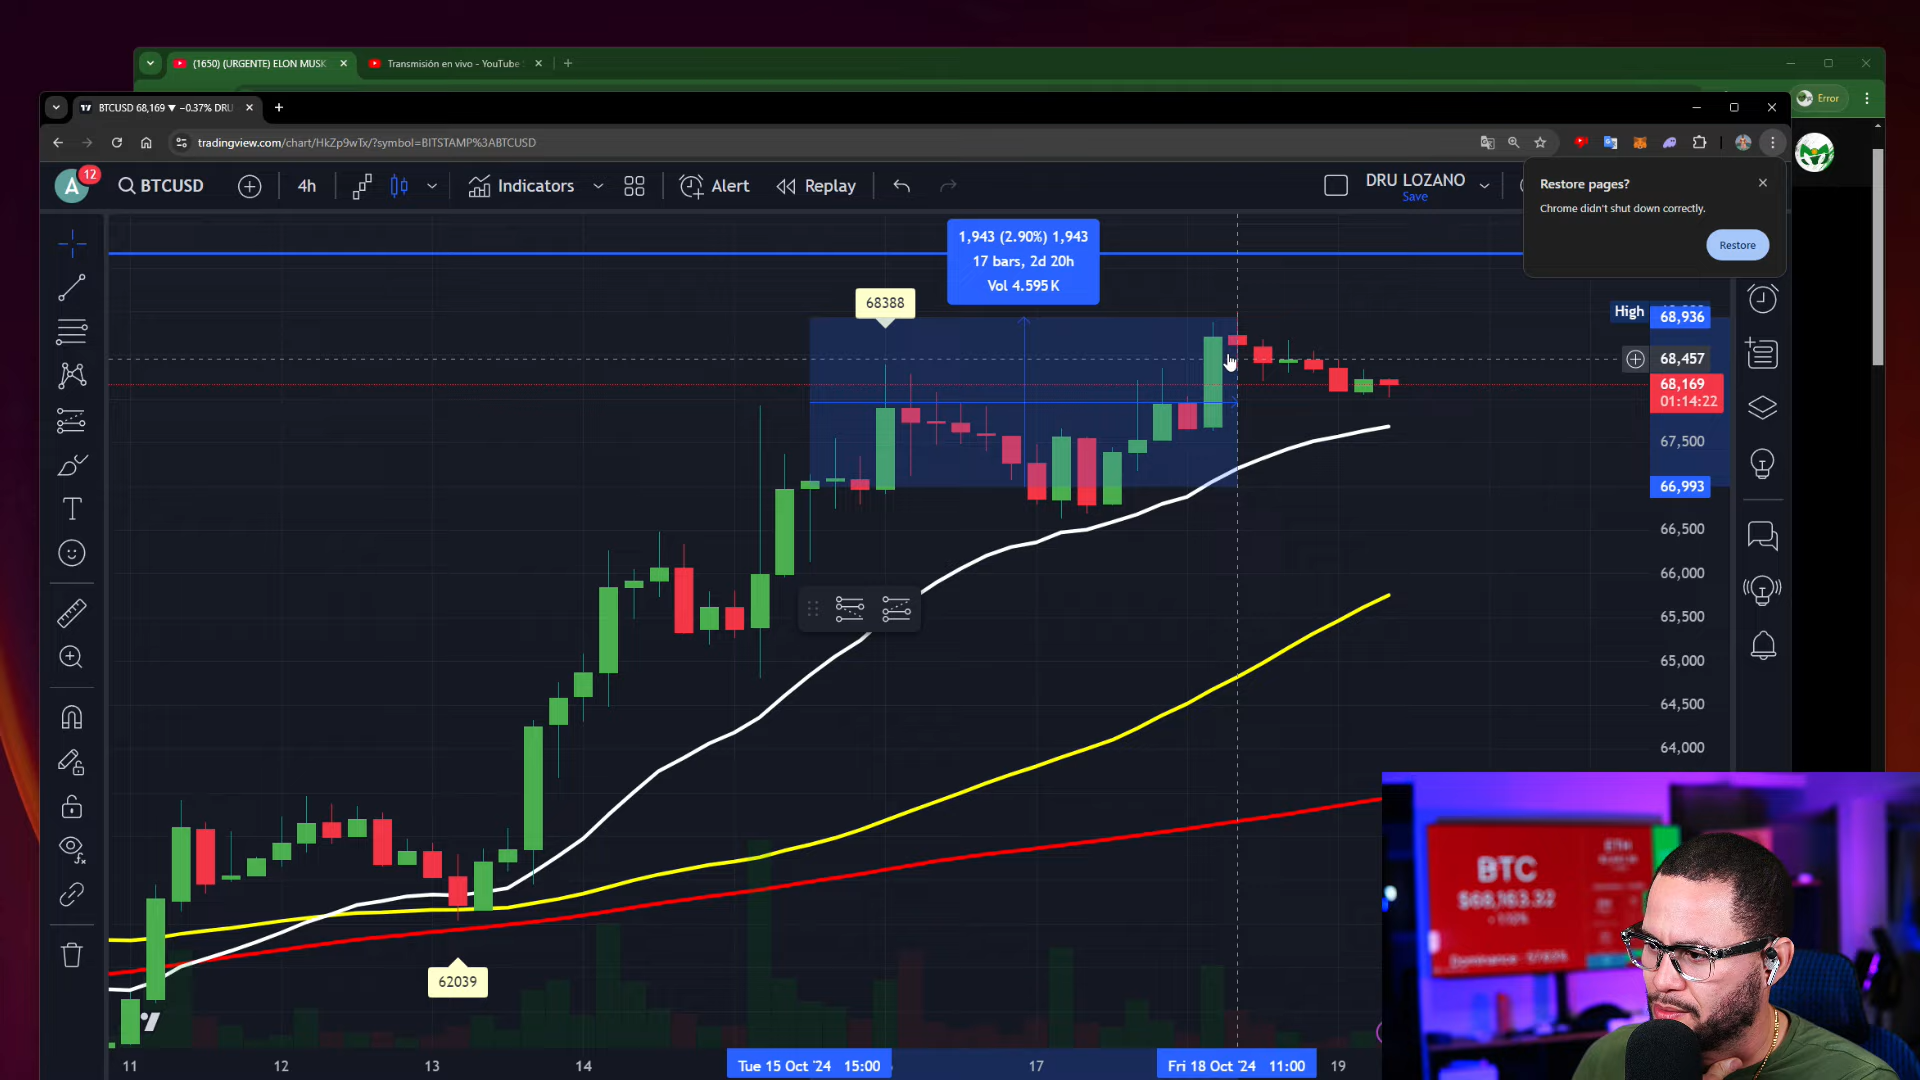 (1650) (URGENTE) ELON MUSK
Transmisión en vivo - YouTube
BTCUSD 68,169 ▼ −0.37% DRU
Error
tradingview.com/chart/HkZp9wTx/?symbol=BITSTAMP%3ABTCUSD
A
12
BTCUSD
4h
Indicators
Alert
Replay
DRU LOZANO
Save
Restore pages?
Chrome didn't shut down correctly.
Restore
1,943 (2.90%) 1,943
17 bars, 2d 20h
Vol 4.595 K
68388
High
68,936
68,457
68,169
01:14:22
67,500
66,993
66,500
66,000
65,500
65,000
64,500
64,000
62039
BTC
$68,163.32
ETH
11
12
13
14
Tue 15 Oct '24 15:00
17
Fri 18 Oct '24 11:00
19